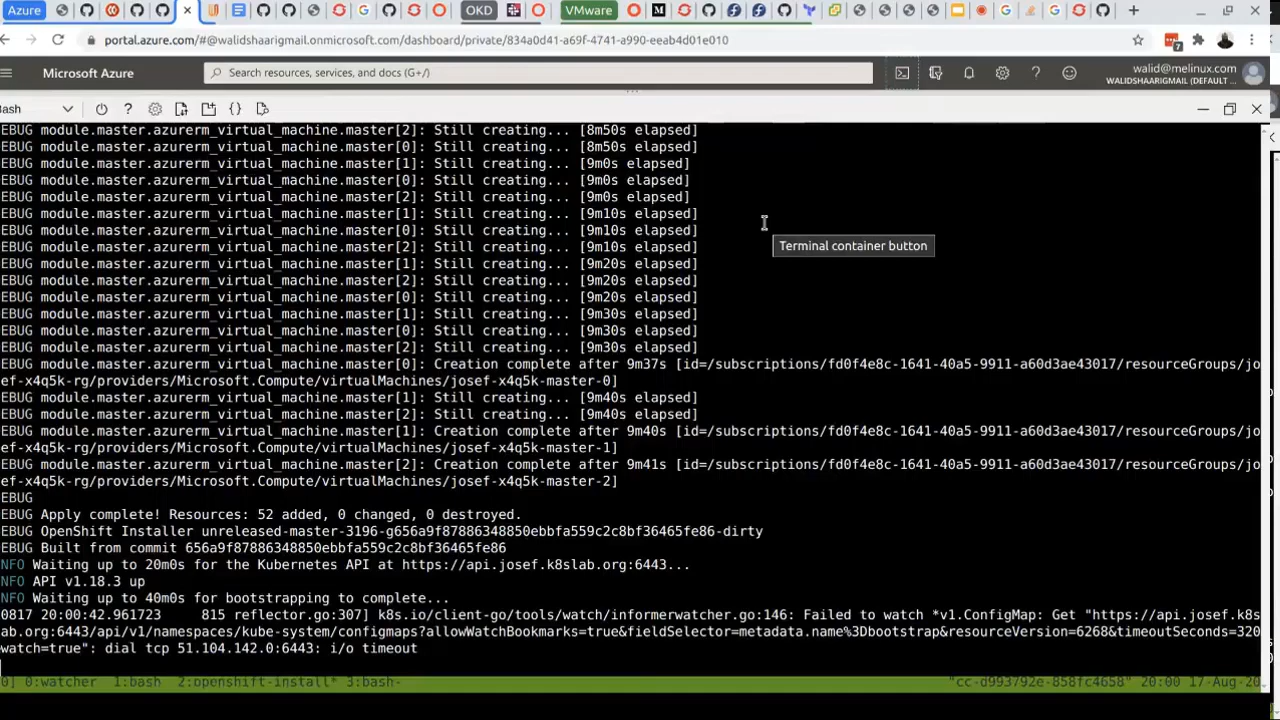 Azure
OKD
VMware
portal.azure.com/#@walidshaarigmail.onmicrosoft.com/dashboard/private/834a0d41-a69f-4741-a990-eeab4d01e010
7
Microsoft Azure
Search resources, services, and docs (G+/)
walid@melinux.com
WALIDSHAARIGMAIL (DEFAULT ...
ash
Terminal container button
EBUG module.master.azurerm_virtual_machine.master[2]: Still creating... [8m50s elapsed]
EBUG module.master.azurerm_virtual_machine.master[0]: Still creating... [8m50s elapsed]
EBUG module.master.azurerm_virtual_machine.master[1]: Still creating... [9m0s elapsed]
EBUG module.master.azurerm_virtual_machine.master[0]: Still creating... [9m0s elapsed]
EBUG module.master.azurerm_virtual_machine.master[2]: Still creating... [9m0s elapsed]
EBUG module.master.azurerm_virtual_machine.master[1]: Still creating... [9m10s elapsed]
EBUG module.master.azurerm_virtual_machine.master[0]: Still creating... [9m10s elapsed]
EBUG module.master.azurerm_virtual_machine.master[2]: Still creating... [9m10s elapsed]
EBUG module.master.azurerm_virtual_machine.master[1]: Still creating... [9m20s elapsed]
EBUG module.master.azurerm_virtual_machine.master[2]: Still creating... [9m20s elapsed]
EBUG module.master.azurerm_virtual_machine.master[0]: Still creating... [9m20s elapsed]
EBUG module.master.azurerm_virtual_machine.master[1]: Still creating... [9m30s elapsed]
EBUG module.master.azurerm_virtual_machine.master[0]: Still creating... [9m30s elapsed]
EBUG module.master.azurerm_virtual_machine.master[2]: Still creating... [9m30s elapsed]
EBUG module.master.azurerm_virtual_machine.master[0]: Creation complete after 9m37s [id=/subscriptions/fd0f4e8c-1641-40a5-9911-a60d3ae43017/resourceGroups/jo
ef-x4q5k-rg/providers/Microsoft.Compute/virtualMachines/josef-x4q5k-master-0]
EBUG module.master.azurerm_virtual_machine.master[1]: Still creating... [9m40s elapsed]
EBUG module.master.azurerm_virtual_machine.master[2]: Still creating... [9m40s elapsed]
EBUG module.master.azurerm_virtual_machine.master[1]: Creation complete after 9m40s [id=/subscriptions/fd0f4e8c-1641-40a5-9911-a60d3ae43017/resourceGroups/jo
ef-x4q5k-rg/providers/Microsoft.Compute/virtualMachines/josef-x4q5k-master-1]
EBUG module.master.azurerm_virtual_machine.master[2]: Creation complete after 9m41s [id=/subscriptions/fd0f4e8c-1641-40a5-9911-a60d3ae43017/resourceGroups/jo
ef-x4q5k-rg/providers/Microsoft.Compute/virtualMachines/josef-x4q5k-master-2]
EBUG
EBUG Apply complete! Resources: 52 added, 0 changed, 0 destroyed.
EBUG OpenShift Installer unreleased-master-3196-g656a9f87886348850ebbfa559c2c8bf36465fe86-dirty
EBUG Built from commit 656a9f87886348850ebbfa559c2c8bf36465fe86
NFO Waiting up to 20m0s for the Kubernetes API at https://api.josef.k8slab.org:6443...
NFO API v1.18.3 up
NFO Waiting up to 40m0s for bootstrapping to complete...
0817 20:00:42.961723     815 reflector.go:307] k8s.io/client-go/tools/watch/informerwatcher.go:146: Failed to watch *v1.ConfigMap: Get "https://api.josef.k8s
ab.org:6443/api/v1/namespaces/kube-system/configmaps?allowWatchBookmarks=true&fieldSelector=metadata.name%3Dbootstrap&resourceVersion=6268&timeoutSeconds=320
watch=true": dial tcp 51.104.142.0:6443: i/o timeout
0] 0:watcher  1:bash  2:openshift-install* 3:bash-
"cc-d993792e-858fc4658" 20:00 17-Aug-20